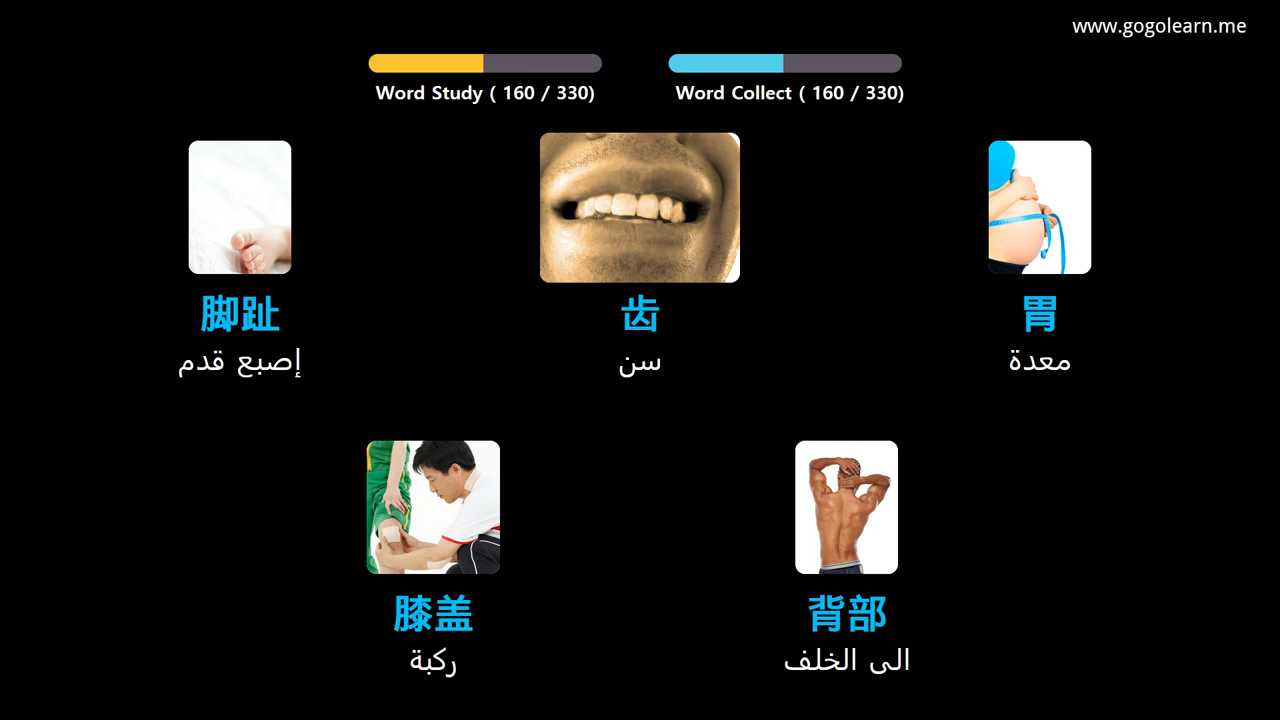 www.gogolearn.me
Word Study ( 160 / 330)
Word Collect ( 160 / 330)
脚趾
إصبع قدم
齿
سن
胃
معدة
膝盖
ركبة
背部
الى الخلف